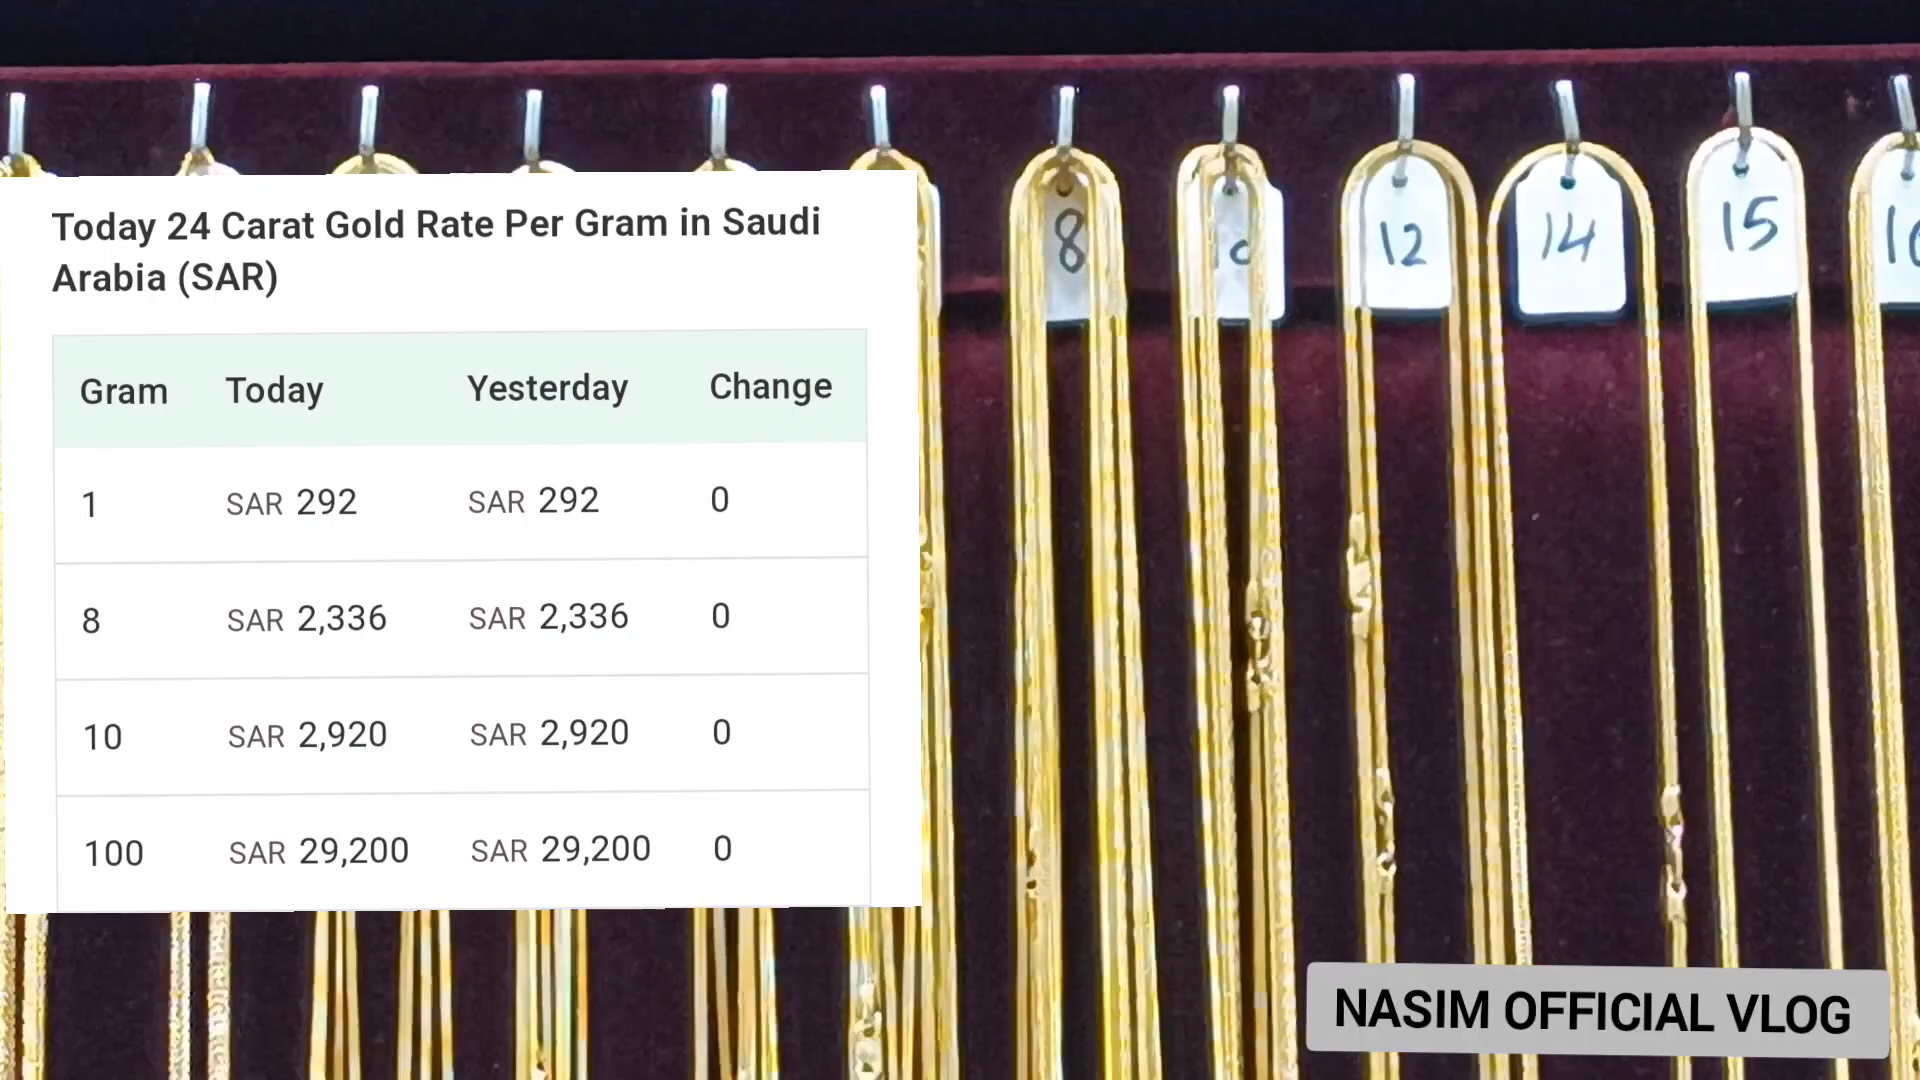 Today 24 Carat Gold Rate Per Gram in Saudi
Arabia (SAR)
Gram Today Yesterday Change
1 SAR 292 SAR 292 0
8 SAR 2,336 SAR 2,336 0
10 SAR 2,920 SAR 2,920 0
100 SAR 29,200 SAR 29,200 0
8
12
14
15
NASIM OFFICIAL VLOG